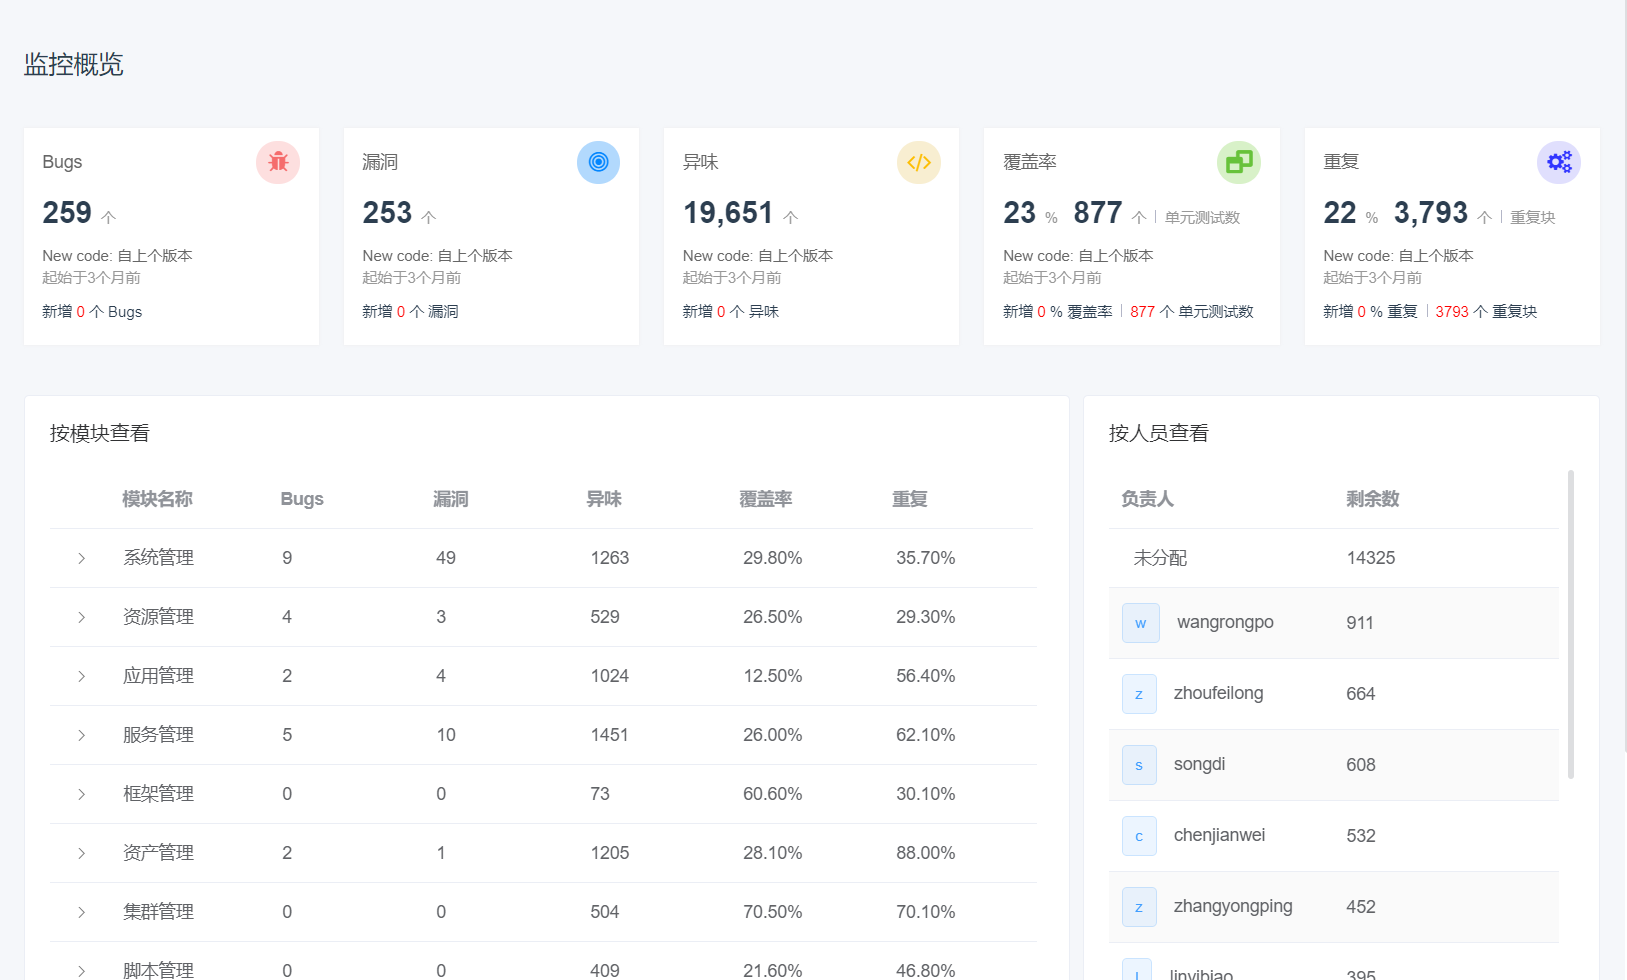 监控概览
Bugs
259 个
New code: 自上个版本
起始于3个月前
新增 0 个 Bugs
漏洞
253 个
New code: 自上个版本
起始于3个月前
新增 0 个 漏洞
异味
19,651 个
New code: 自上个版本
起始于3个月前
新增 0 个 异味
覆盖率
23 % 877 个 | 单元测试数
New code: 自上个版本
起始于3个月前
新增 0 % 覆盖率 | 877 个 单元测试数
重复
22 % 3,793 个 | 重复块
New code: 自上个版本
起始于3个月前
新增 0 % 重复 | 3793 个 重复块
按模块查看
模块名称 Bugs 漏洞 异味 覆盖率 重复
系统管理 9 49 1263 29.80% 35.70%
资源管理 4 3 529 26.50% 29.30%
应用管理 2 4 1024 12.50% 56.40%
服务管理 5 10 1451 26.00% 62.10%
框架管理 0 0 73 60.60% 30.10%
资产管理 2 1 1205 28.10% 88.00%
集群管理 0 0 504 70.50% 70.10%
脚本管理 0 0 409 21.60% 46.80%
按人员查看
负责人 剩余数
未分配 14325
w wangrongpo 911
z zhoufeilong 664
s songdi 608
c chenjianwei 532
z zhangyongping 452
l linyibiao 395